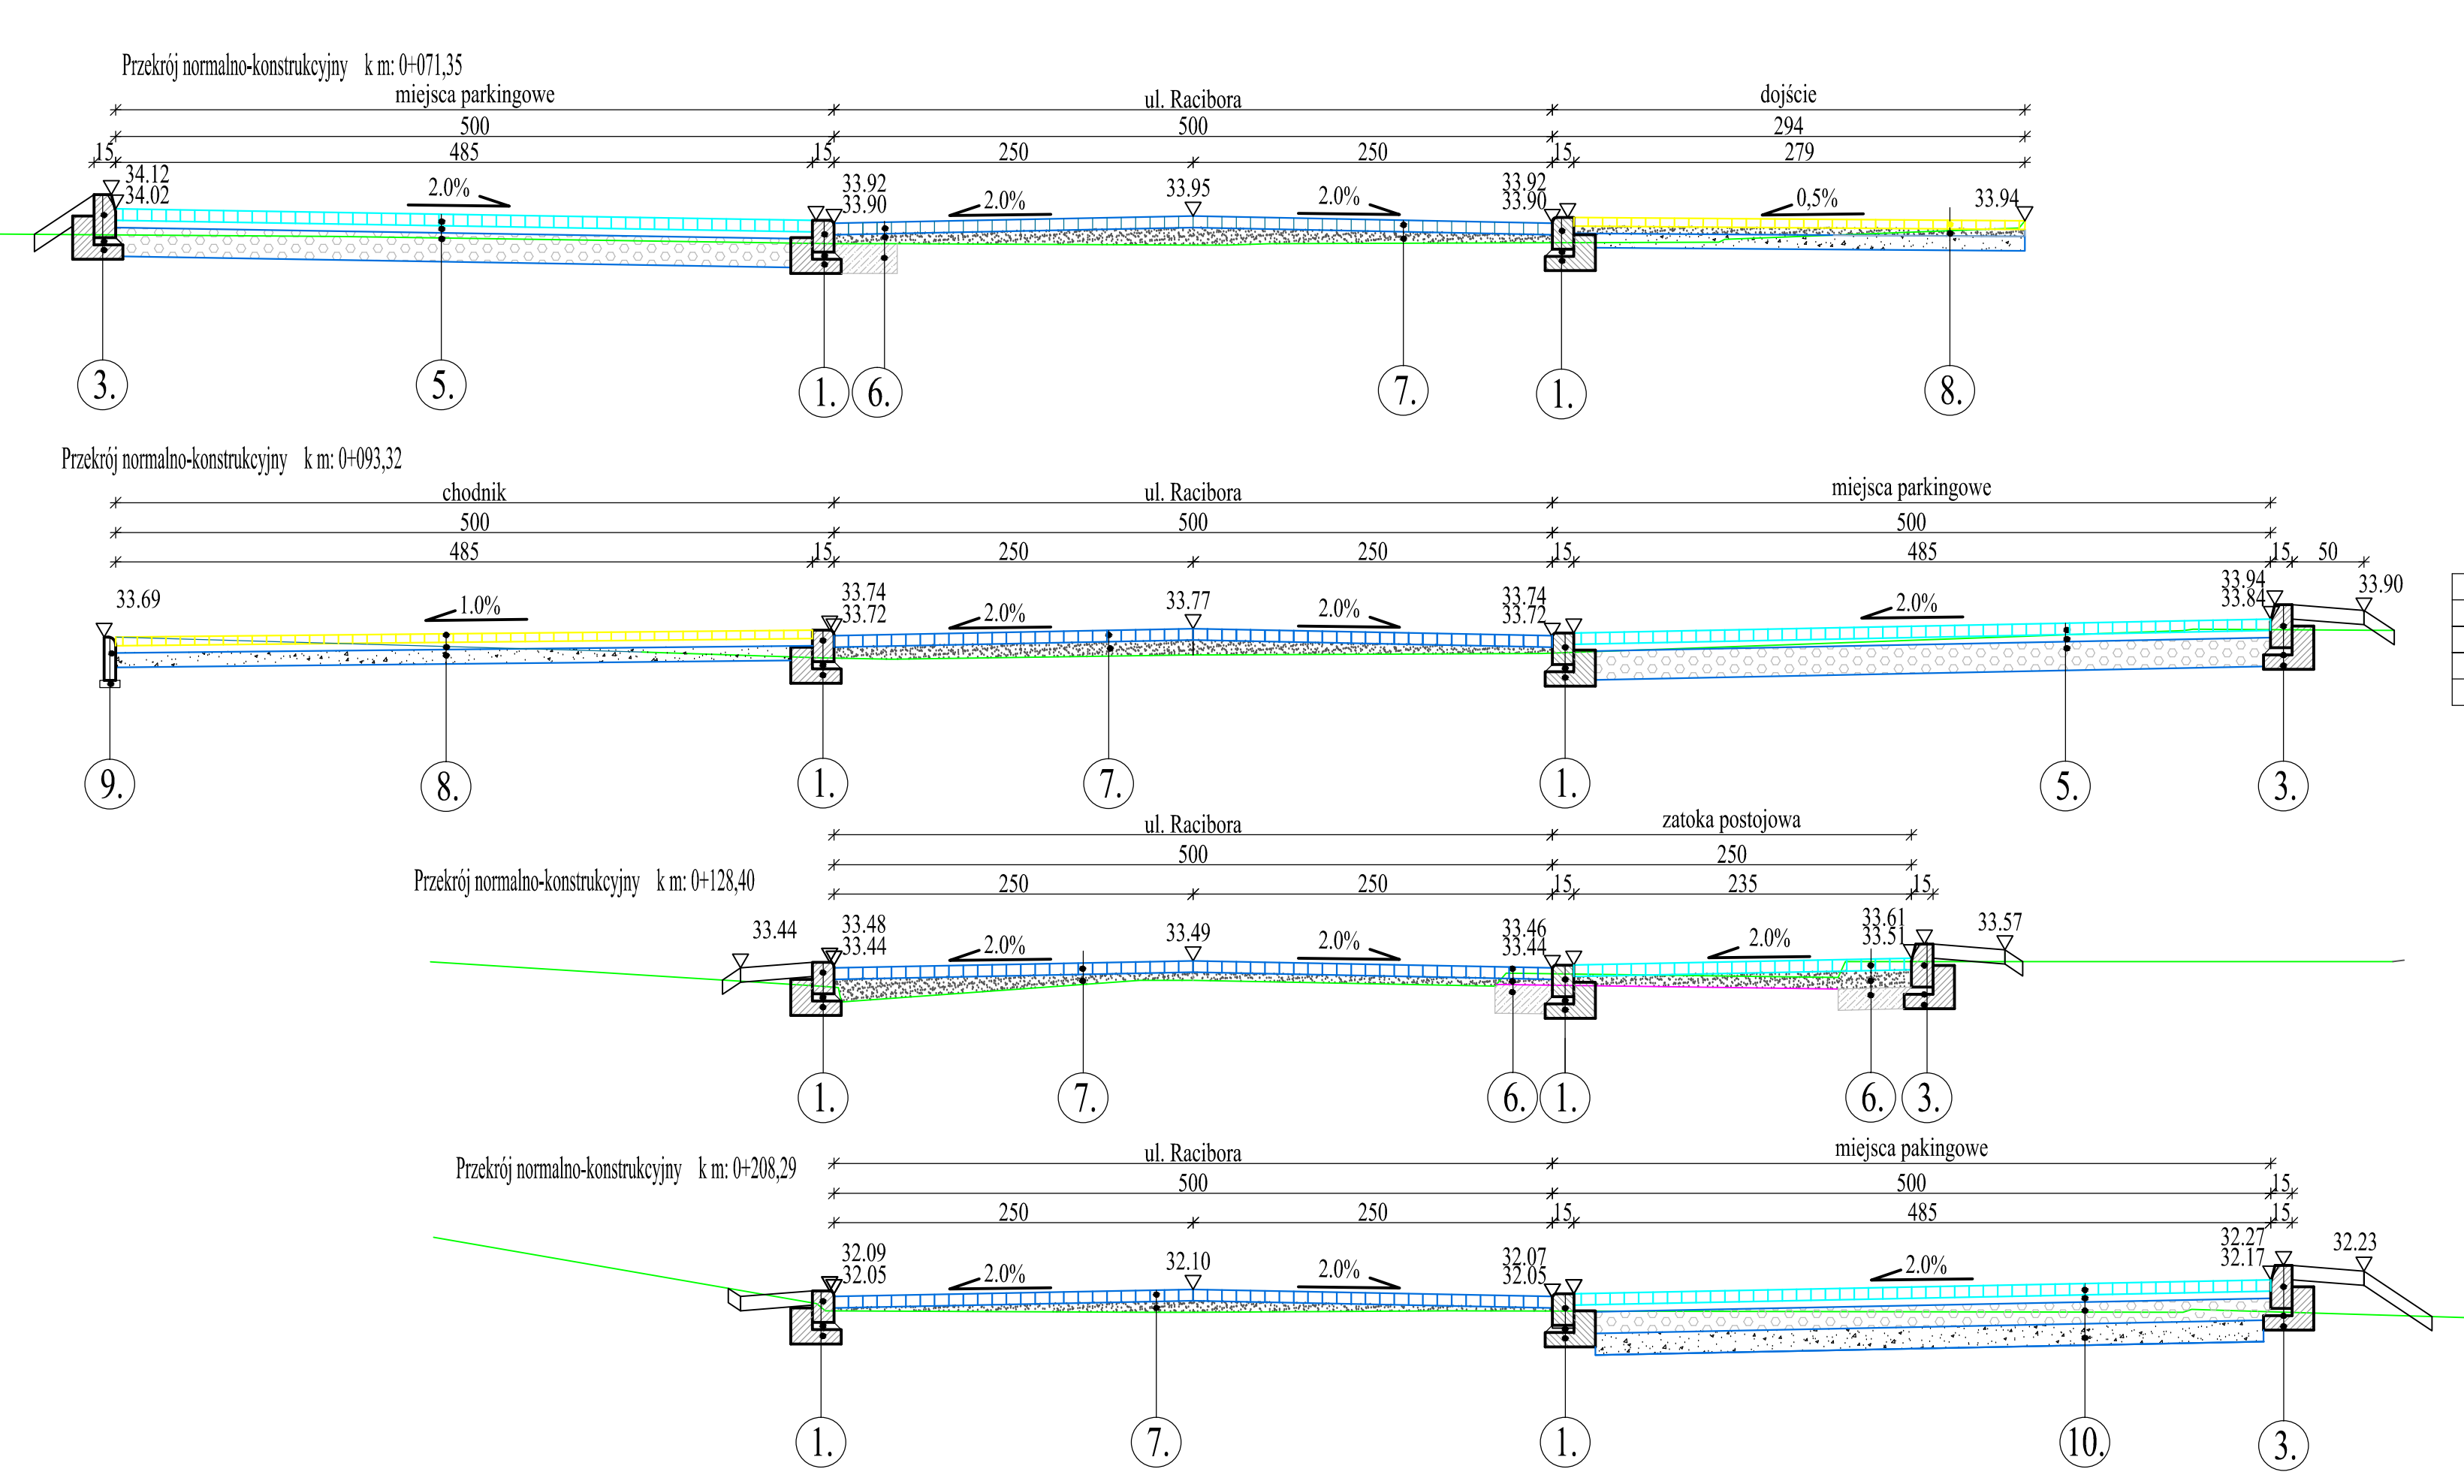 Przekrój normalno-konstrukcyjny k m: 0+071,35
miejsca parkingowe ul. Racibora dojście
500 500 294
15 485 15 250 250 15 279
34.12 33.92 33.92
34.02 2.0% 33.90 2.0% 33.95 2.0% 33.90 0,5% 33.94
3. 5. 1. 6. 7. 1. 8.
Przekrój normalno-konstrukcyjny k m: 0+093,32
chodnik ul. Racibora miejsca parkingowe
500 500 500
485 15 250 250 15 485 15 50
33.74 33.74 33.94 33.90
33.69 1.0% 33.72 2.0% 33.77 2.0% 33.72 2.0% 33.84
9. 8. 1. 7. 1. 5. 3.
ul. Racibora zatoka postojowa
500 250
Przekrój normalno-konstrukcyjny k m: 0+128,40
250 250 15 235 15
33.48 33.46 33.61 33.57
33.44 33.44 2.0% 33.49 2.0% 33.44 2.0% 33.51
1. 7. 6. 1. 6. 3.
ul. Racibora miejsca pakingowe
Przekrój normalno-konstrukcyjny k m: 0+208,29
500 500 15
250 250 15 485 15
32.09 32.07 32.27 32.23
32.05 2.0% 32.10 2.0% 32.05 2.0% 32.17
1. 7. 1. 10. 3.